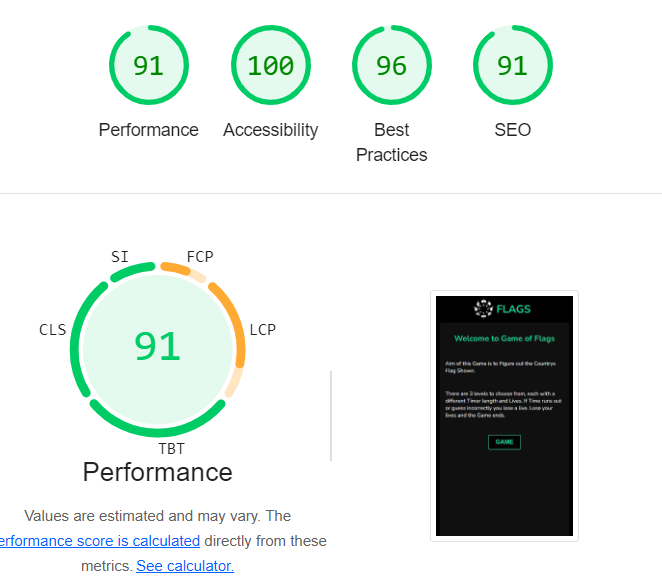 91
100
96
91
Performance
Accessibility
Best
Practices
SEO
SI
FCP
CLS
LCP
91
TBT
Performance
Values are estimated and may vary. The
erformance score is calculated directly from these
metrics. See calculator.
FLAGS
Welcome to Game of Flags
Aim of this Game is to Figure out the Countrys
Flag Shown.
There are 3 levels to choose from, each with a
different Timer length and Lives. If Time runs out
or guess incorrectly you lose a live. Lose your
lives and the Game ends.
GAME